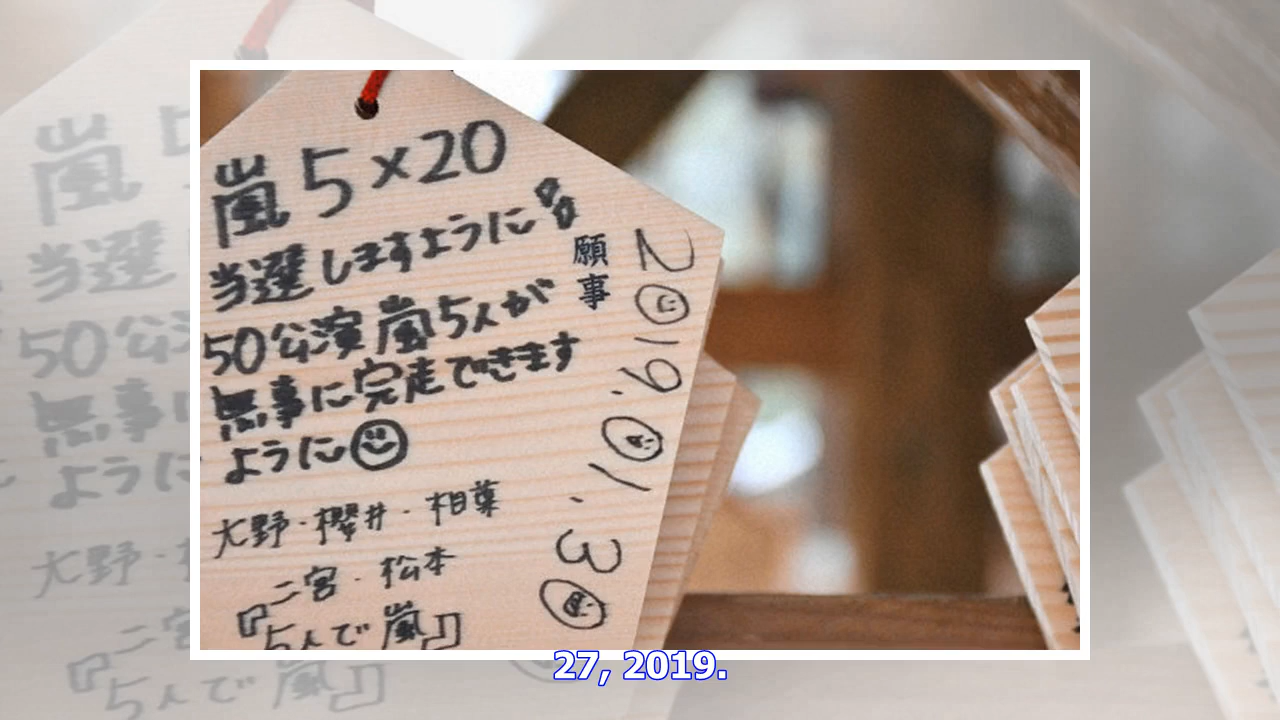 嵐 5×20
当選しますように
50公演 嵐5人が
無事に完走できます
ように
大野・櫻井・相葉
二宮・松本
『5人で嵐』
願事
2019.01.30
27, 2019.